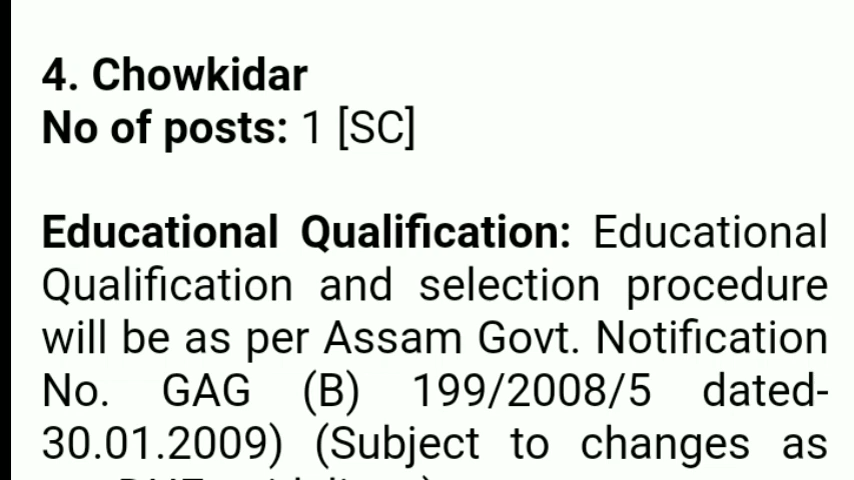 4. Chowkidar
No of posts: 1 [SC]
Educational Qualification: Educational
Qualification and selection procedure
will be as per Assam Govt. Notification
No. GAG (B) 199/2008/5 dated-
30.01.2009) (Subject to changes as